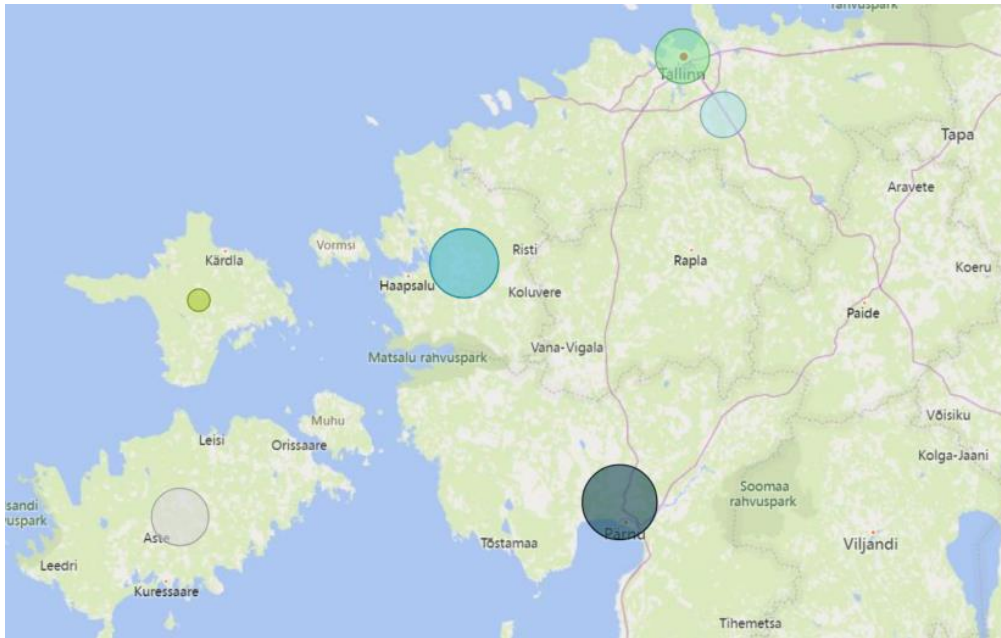 rahvuspark
Tallinn
Tapa
Aravete
Vormsi
Risti
Kärdla
Rapla
Koeru
Haapsalu
Koluvere
Paide
Vana-Vigala
Matsalu rahvuspark
Muhu
Võisiku
Leisi
Orissaare
Kolga-Jaani
Soomaa
rahvuspark
sandi
vuspark
Aste
Pärnu
Tõstamaa
Viljandi
Leedri
Kuressaare
Tihemetsa